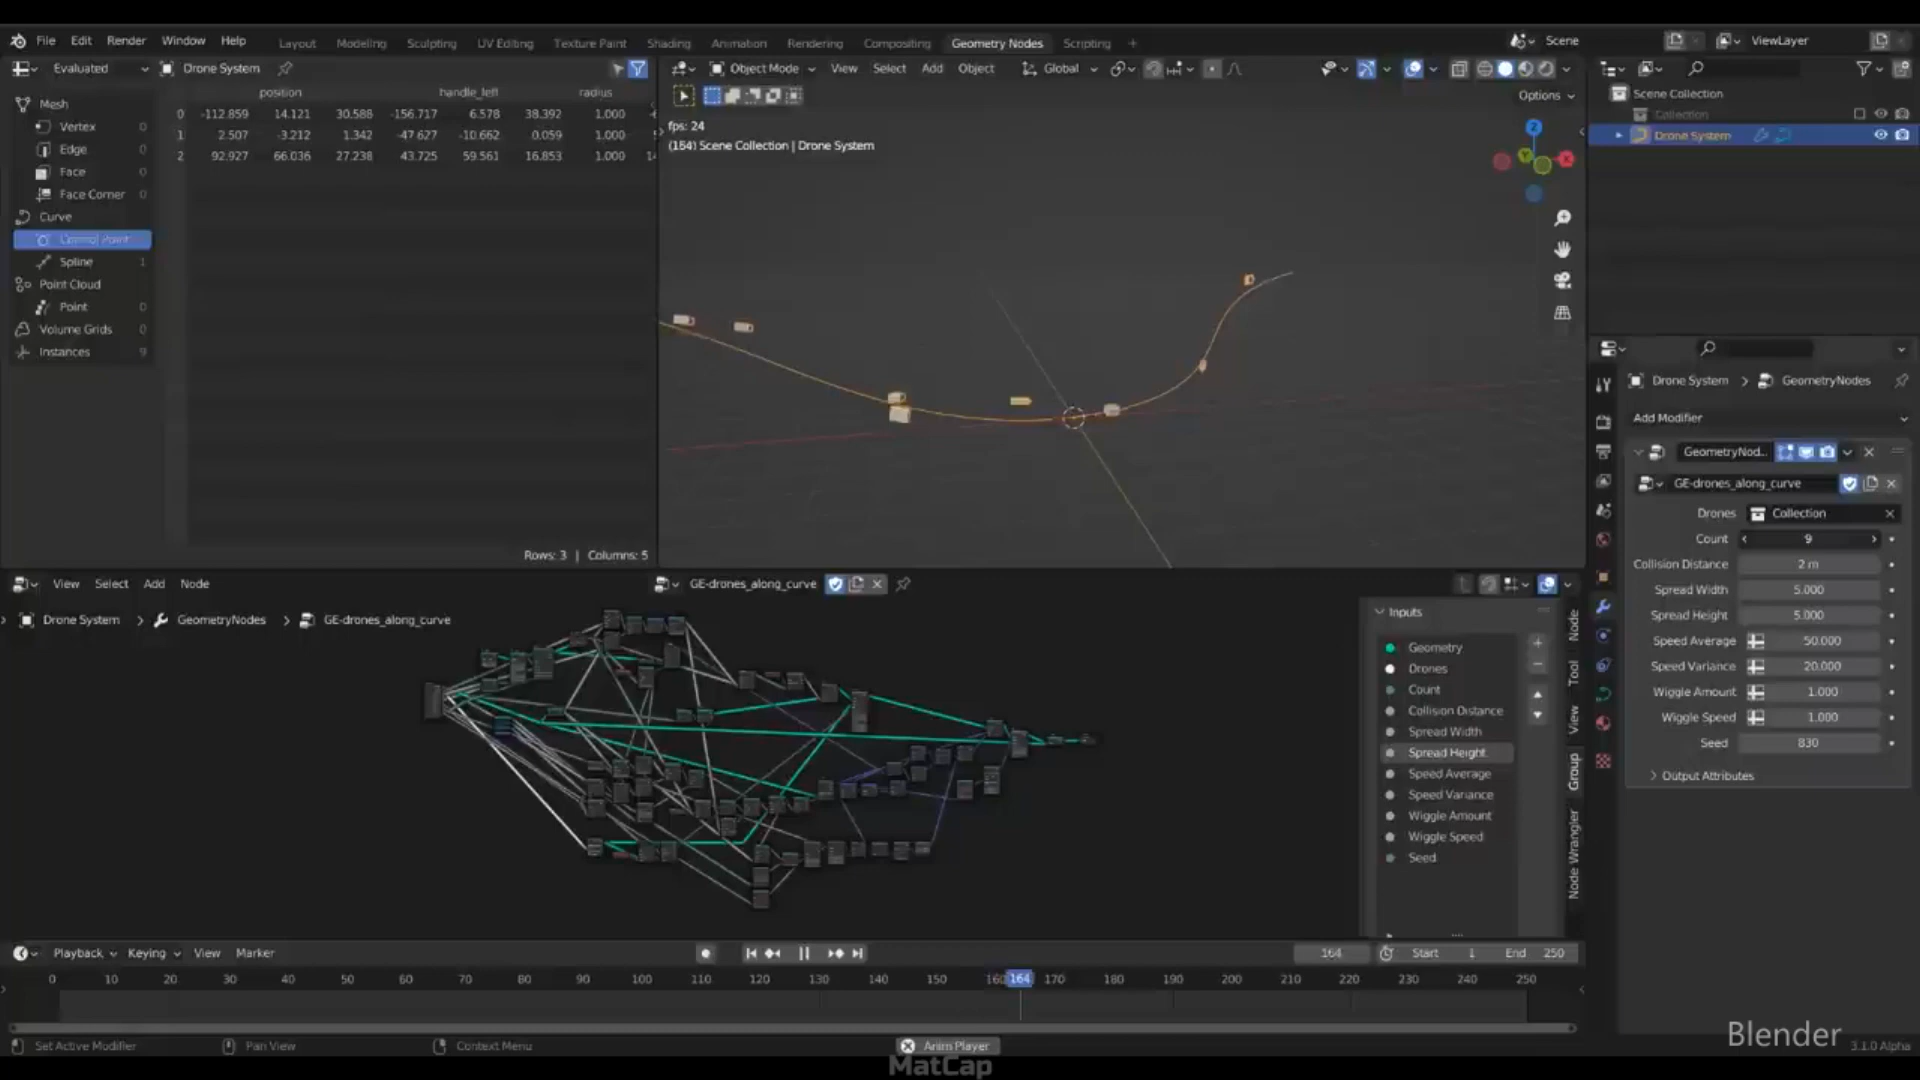 File Edit Render Window Help Layout Modeling Sculpting UV Editing Texture Paint Shading Animation Rendering Compositing Geometry Nodes Scripting + Scene ViewLayer
Evaluated Drone System Object Mode View Select Add Object Global
position handle_left radius
Options
Mesh
Vertex 0
Edge 0
Face 0
Face Corner 0
Curve
Control Point
Spline 1
Point Cloud
Point 0
Volume Grids 0
Instances 9
0 -112.859 14.121 30.588 -156.717 6.578 38.392 1.000
1 2.507 -3.212 1.342 -47.627 -10.662 0.059 1.000
2 92.927 66.036 27.238 43.725 59.561 16.853 1.000
Rows: 3 | Columns: 5
fps: 24
(164) Scene Collection | Drone System
Z
Y
X
Scene Collection
Collection
Drone System
Drone System > GeometryNodes
Add Modifier
GeometryNod...
GE-drones_along_curve
Drones Collection
Count 9
Collision Distance 2 m
Spread Width 5.000
Spread Height 5.000
Speed Average 50.000
Speed Variance 20.000
Wiggle Amount 1.000
Wiggle Speed 1.000
Seed 830
Output Attributes
View Select Add Node GE-drones_along_curve
Drone System > GeometryNodes > GE-drones_along_curve
Inputs
Geometry
Drones
Count
Collision Distance
Spread Width
Spread Height
Speed Average
Speed Variance
Wiggle Amount
Wiggle Speed
Seed
Node
Tool
View
Group
Node Wrangler
Playback Keying View Marker 164 Start 1 End 250
0 10 20 30 40 50 60 70 80 90 100 110 120 130 140 150 160 164 170 180 190 200 210 220 230 240 250
Set Active Modifier Pan View Context Menu Anim Player
Blender
3.1.0 Alpha
MatCap